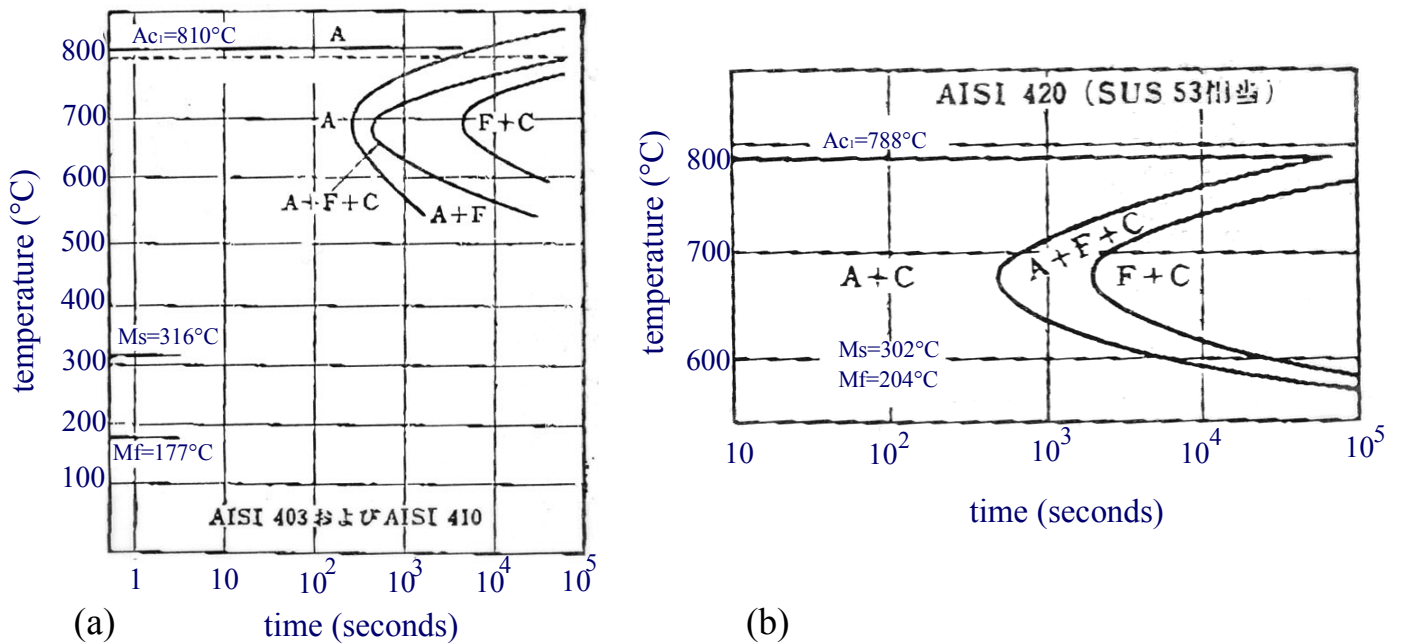 Ac₁=810°C
A
800
700
A
F+C
600
A+F+C
A+F
500
400
Ms=316°C
300
200
Mf=177°C
100
AISI 403 および AISI 410
temperature (°C)
1 10 10² 10³ 10⁴ 10⁵
time (seconds)
(a)
AISI 420 (SUS 53相当)
Ac₁=788°C
800
700
A+C
A+F+C
F+C
Ms=302°C
600
Mf=204°C
temperature (°C)
10 10² 10³ 10⁴ 10⁵
time (seconds)
(b)